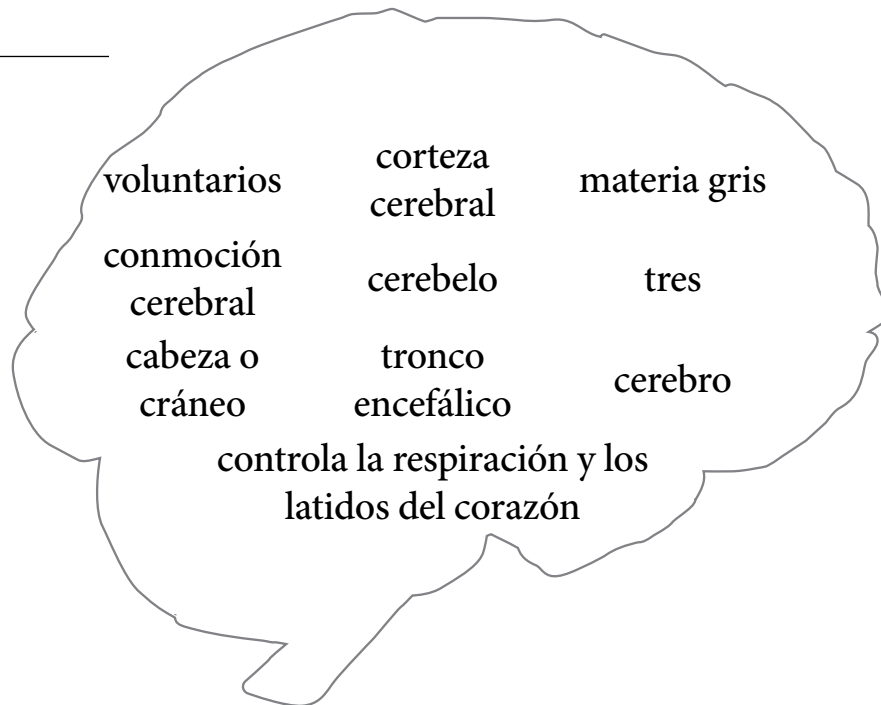 voluntarios
corteza
cerebral
materia gris
conmoción
cerebral
cerebelo
tres
cabeza o
cráneo
tronco
encefálico
cerebro
controla la respiración y los
latidos del corazón